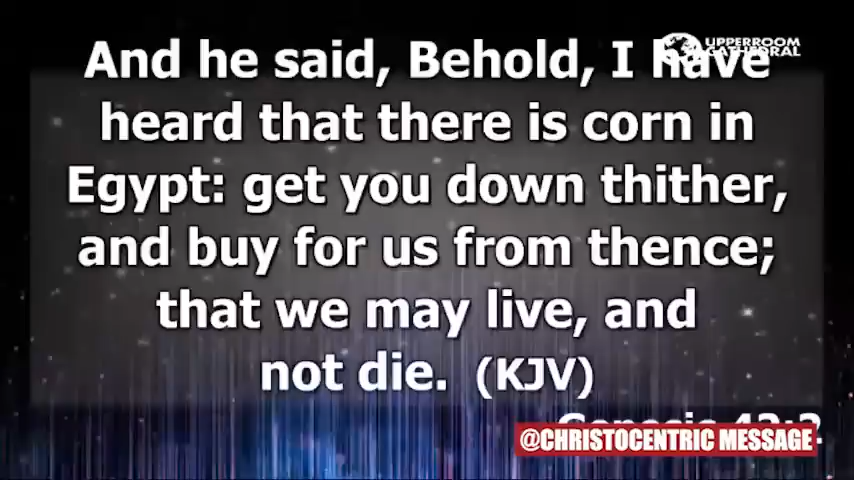 UPPERROOM
CATHEDRAL
And he said, Behold, I have
heard that there is corn in
Egypt: get you down thither,
and buy for us from thence;
that we may live, and
not die. (KJV)
Genesis 42:2
@CHRISTOCENTRIC MESSAGE